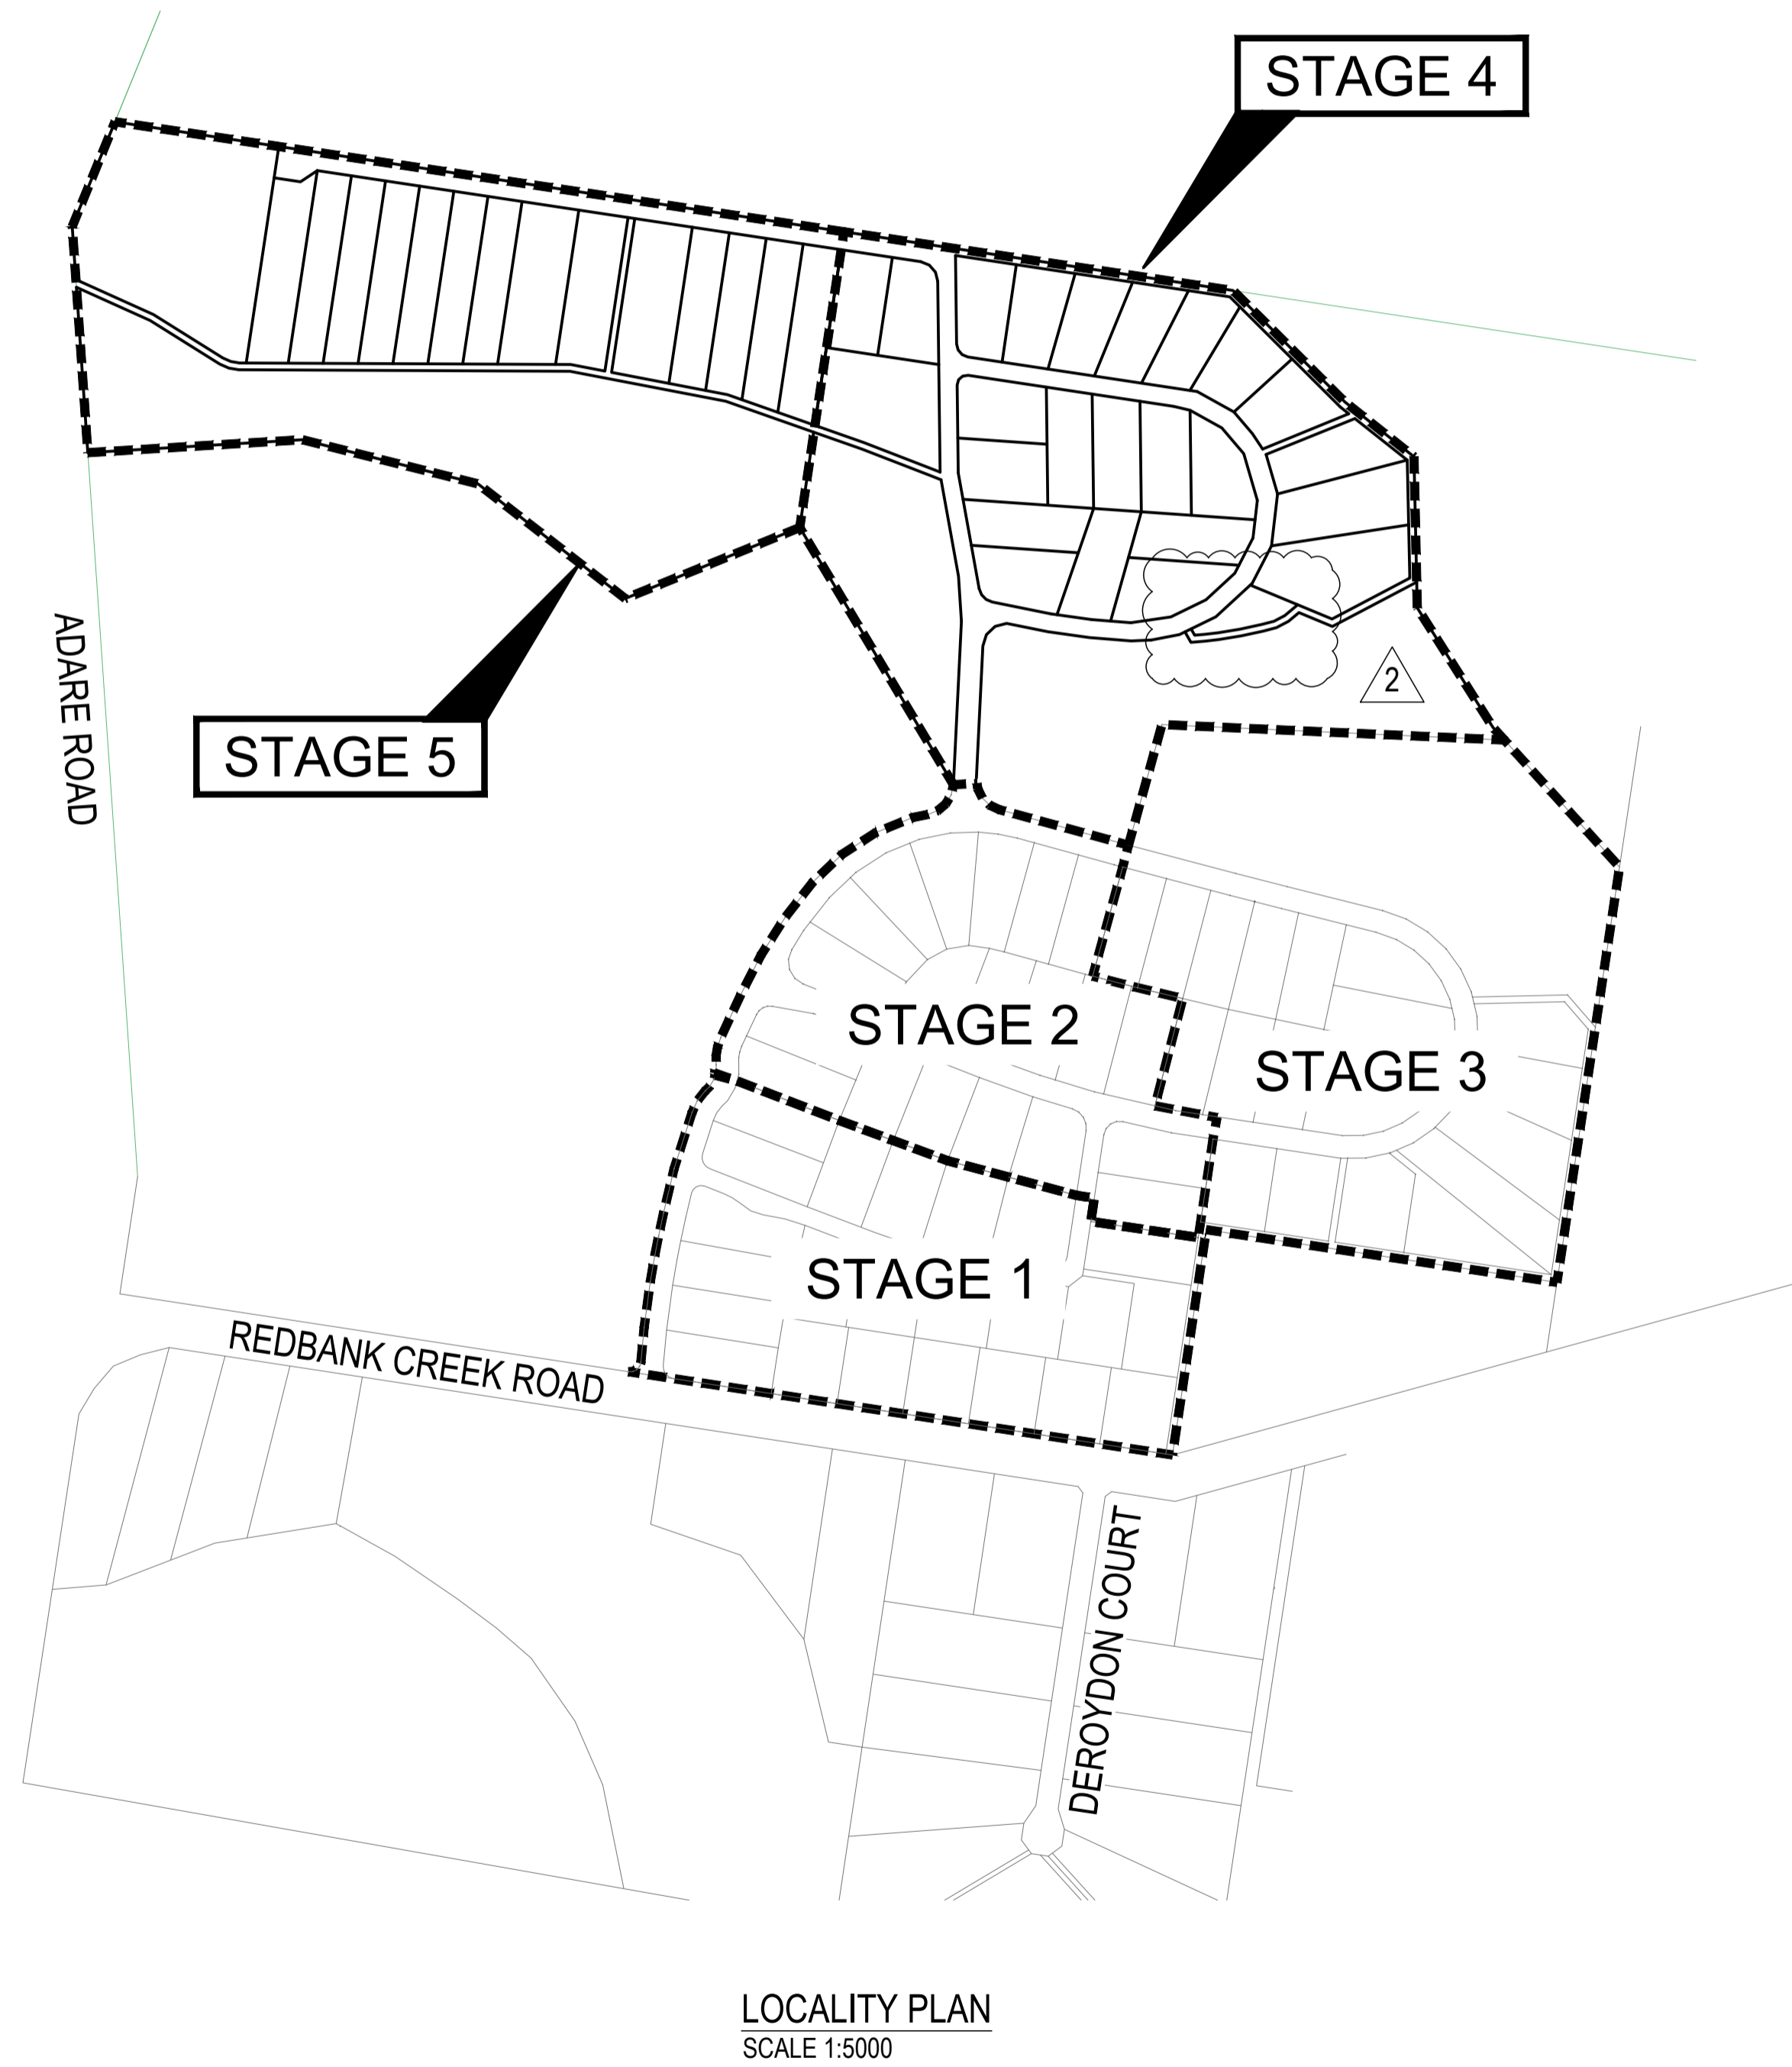 STAGE 4
ADARE ROAD
2
STAGE 5
STAGE 2
STAGE 3
STAGE 1
REDBANK CREEK ROAD
DEROYDON COURT
LOCALITY PLAN
SCALE 1:5000